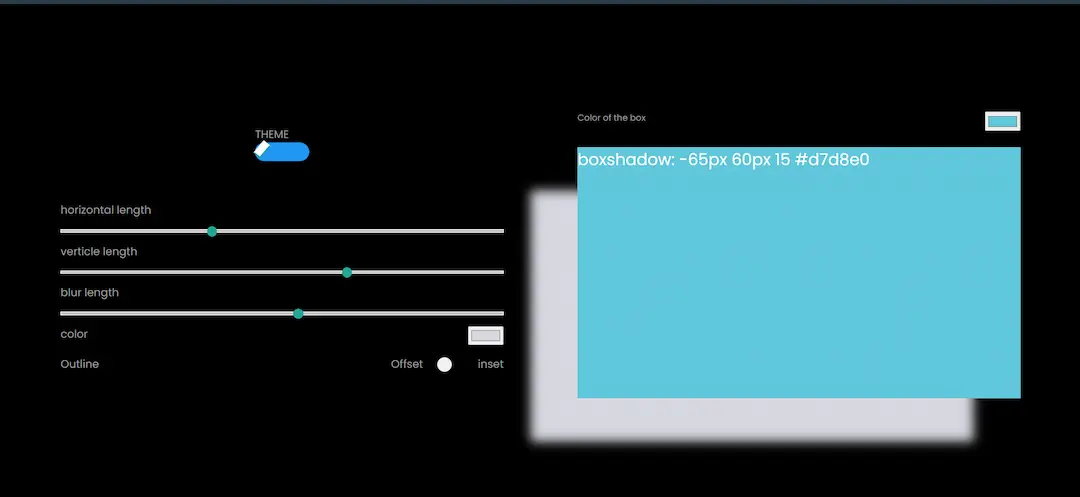 THEME
horizontal length
verticle length
blur length
color
Outline Offset inset
Color of the box
boxshadow: -65px 60px 15 #d7d8e0